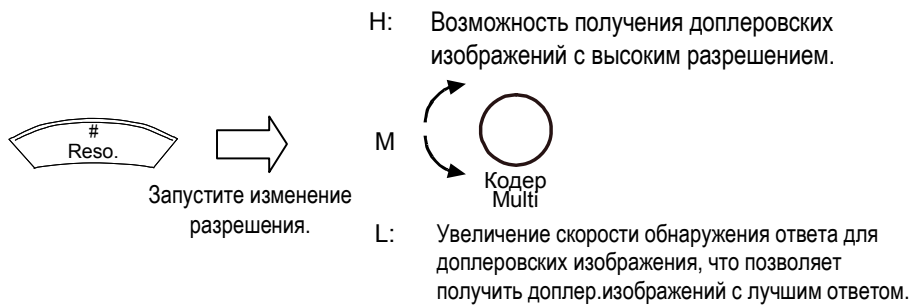 H: Возможность получения доплеровских
изображений с высоким разрешением.
#
Reso.
M
Кодер
Multi
Запустите изменение
разрешения.
L: Увеличение скорости обнаружения ответа для
доплеровских изображения, что позволяет
получить доплер.изображений с лучшим ответом.